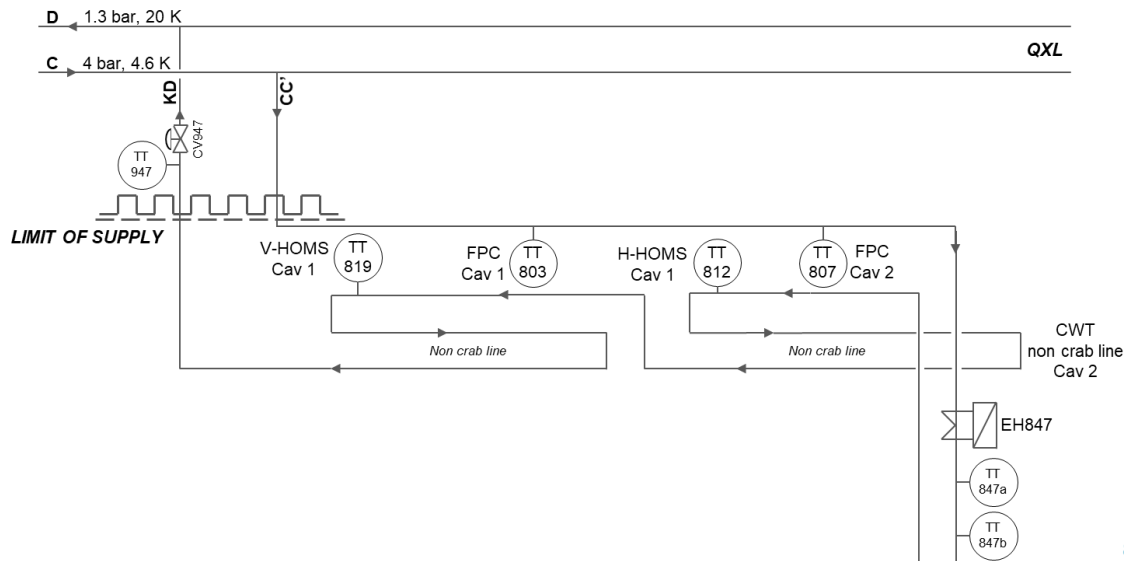 D 1.3 bar, 20 K
QXL
C 4 bar, 4.6 K
KD
CC'
CV947
TT
947
LIMIT OF SUPPLY
V-HOMS
Cav 1
TT
819
FPC
Cav 1
TT
803
H-HOMS
Cav 1
TT
812
TT
807
FPC
Cav 2
Non crab line
Non crab line
CWT
non crab line
Cav 2
EH847
TT
847a
TT
847b